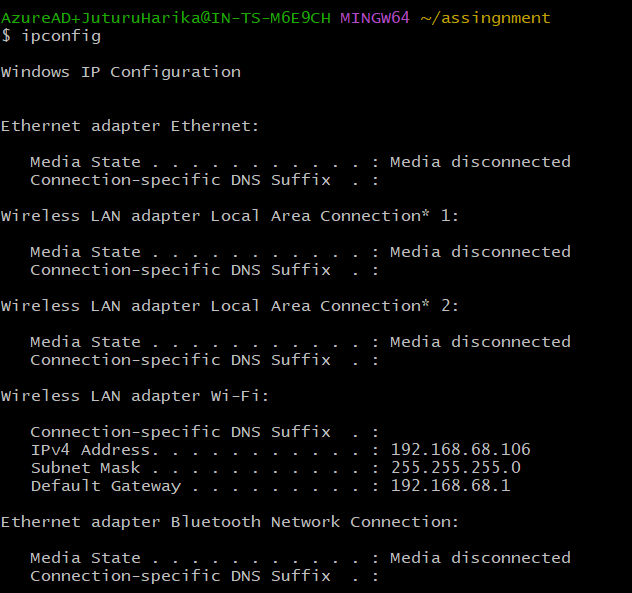 AzureAD+JuturuHarika@IN-TS-M6E9CH MINGW64 ~/assingnment
$ ipconfig
Windows IP Configuration
Ethernet adapter Ethernet:
Media State . . . . . . . . . . . : Media disconnected
Connection-specific DNS Suffix  . :
Wireless LAN adapter Local Area Connection* 1:
Media State . . . . . . . . . . . : Media disconnected
Connection-specific DNS Suffix  . :
Wireless LAN adapter Local Area Connection* 2:
Media State . . . . . . . . . . . : Media disconnected
Connection-specific DNS Suffix  . :
Wireless LAN adapter Wi-Fi:
Connection-specific DNS Suffix  . :
IPv4 Address. . . . . . . . . . . : 192.168.68.106
Subnet Mask . . . . . . . . . . . : 255.255.255.0
Default Gateway . . . . . . . . . : 192.168.68.1
Ethernet adapter Bluetooth Network Connection:
Media State . . . . . . . . . . . : Media disconnected
Connection-specific DNS Suffix  . :